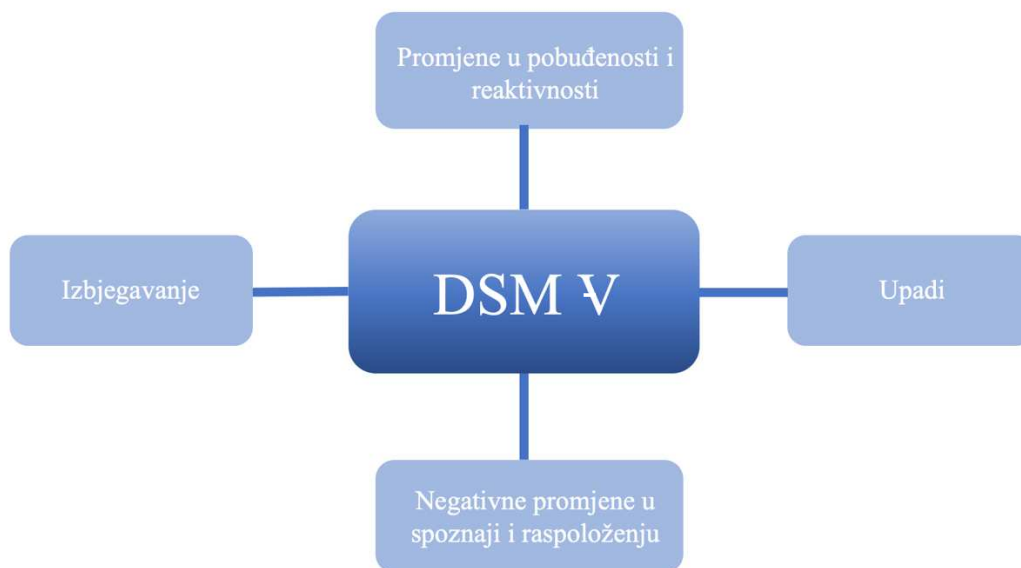 Promjene u pobuđenosti i
reaktivnosti
Izbjegavanje
DSM V
Upadi
Negativne promjene u
spoznaji i raspoloženju